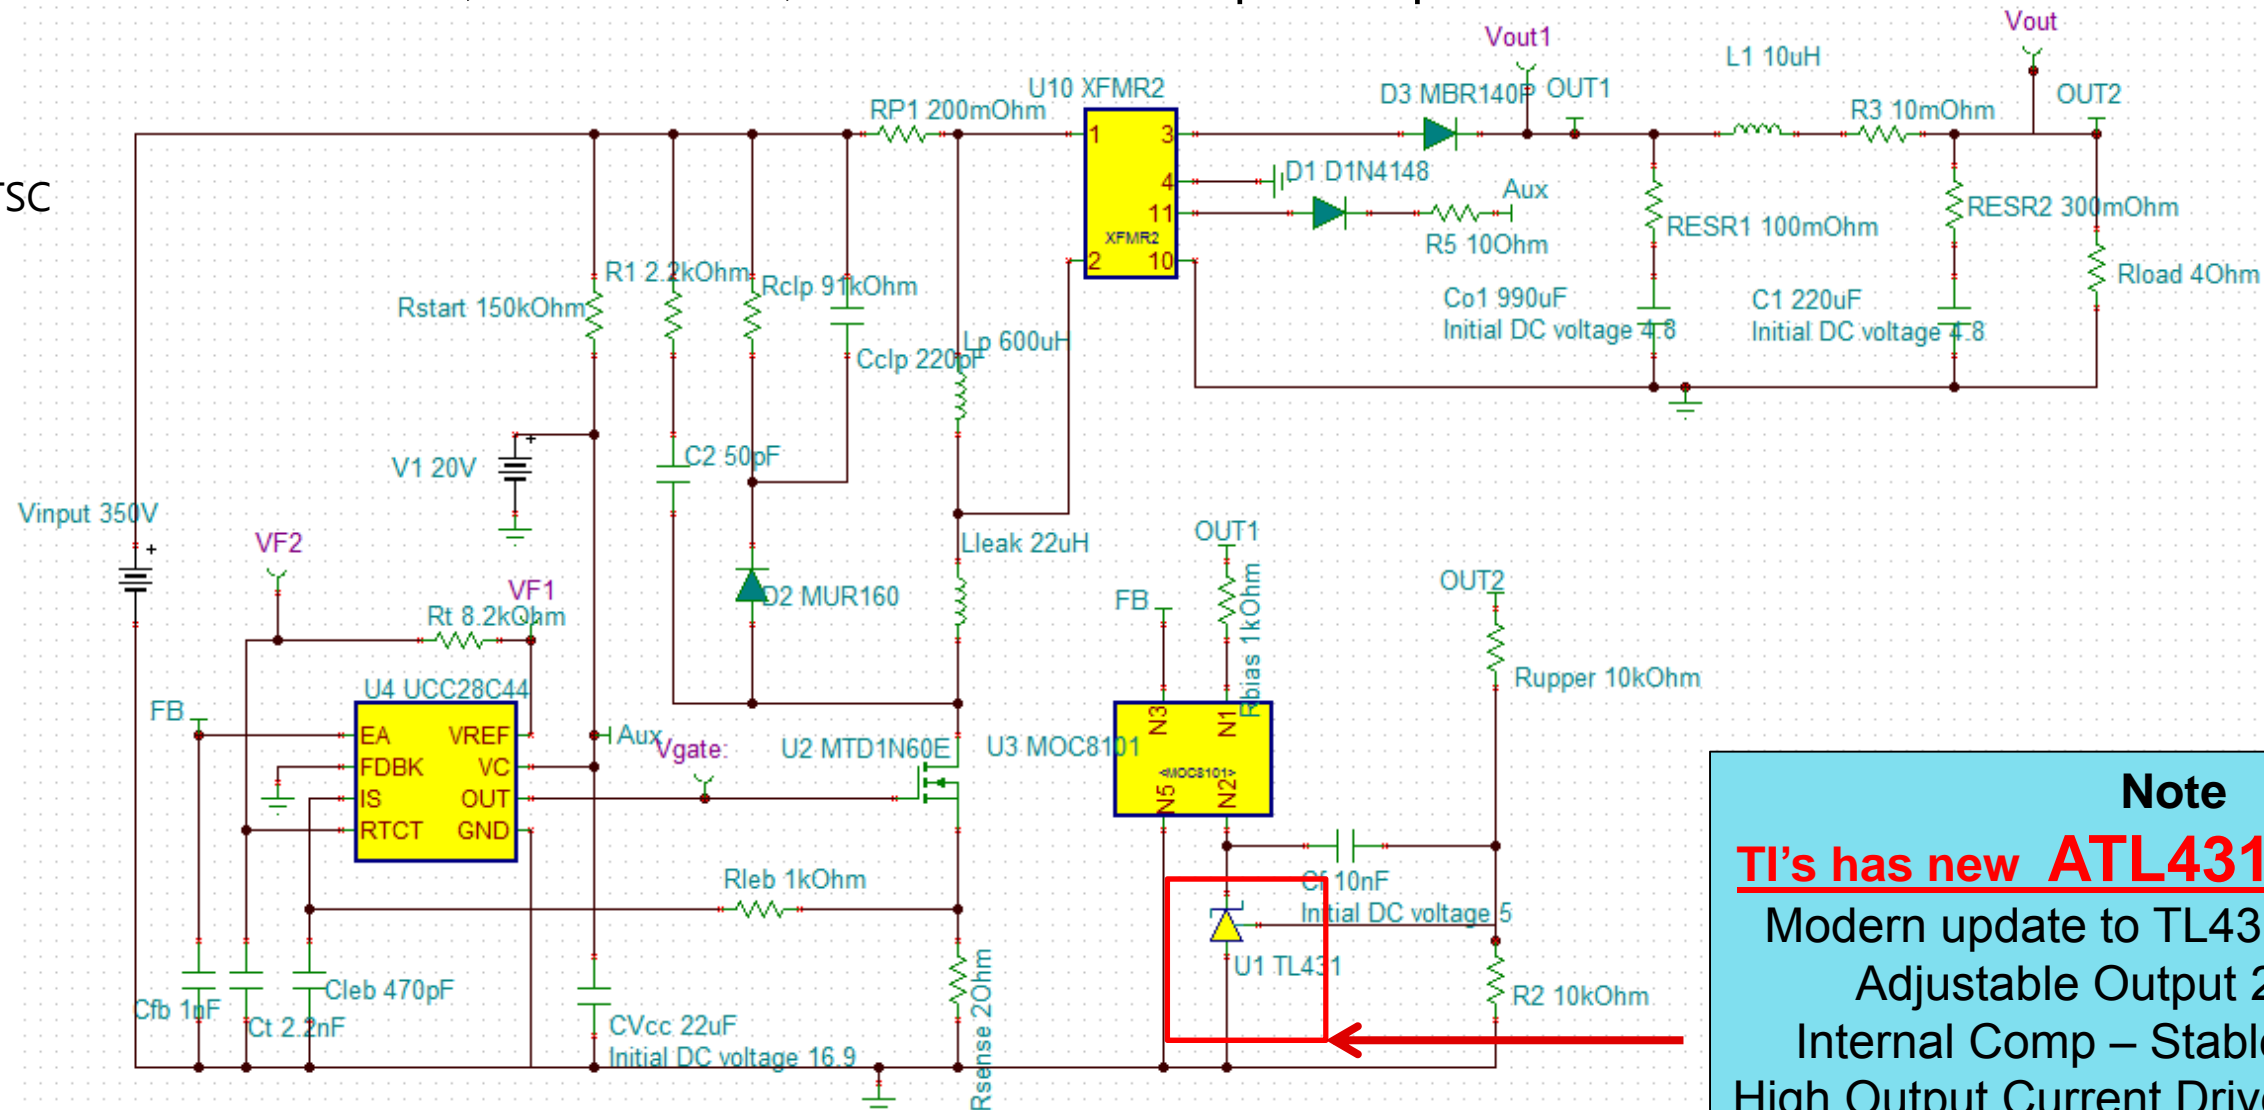 TSC
U10 XFMR2
RP1 200mOhm
1
2
3
4
11
10
XFMR2
D3 MBR140P
Vout1
OUT1
L1 10uH
R3 10mOhm
Vout
OUT2
D1 D1N4148
Aux
R5 10Ohm
RESR1 100mOhm
RESR2 300mOhm
Rload 4Ohm
Co1 990uF
Initial DC voltage 4.8
C1 220uF
Initial DC voltage 4.8
Rstart 150kOhm
R1 2.2kOhm
Rclp 91kOhm
Cclp 220pF
Lp 600uH
V1 20V
C2 50pF
Vinput 350V
VF2
VF1
Rt 8.2kOhm
D2 MUR160
Lleak 22uH
OUT1
FB
Rbias 1kOhm
OUT2
Rupper 10kOhm
U4 UCC28C44
FB
EA
FDBK
IS
RTCT
VREF
VC
OUT
GND
Aux
Vgate:
U2 MTD1N60E
U3 MOC8101
N3
N1
<MOC8101>
N5
N2
Rleb 1kOhm
Cf 10nF
Initial DC voltage 5
U1 TL431
R2 10kOhm
Cfb 1nF
Ct 2.2nF
Cleb 470pF
CVcc 22uF
Initial DC voltage 16.9
Rsense 2Ohm
Note
TI's has new ATL431
Modern update to TL43
Adjustable Output 2
Internal Comp – Stable
High Output Current Drive